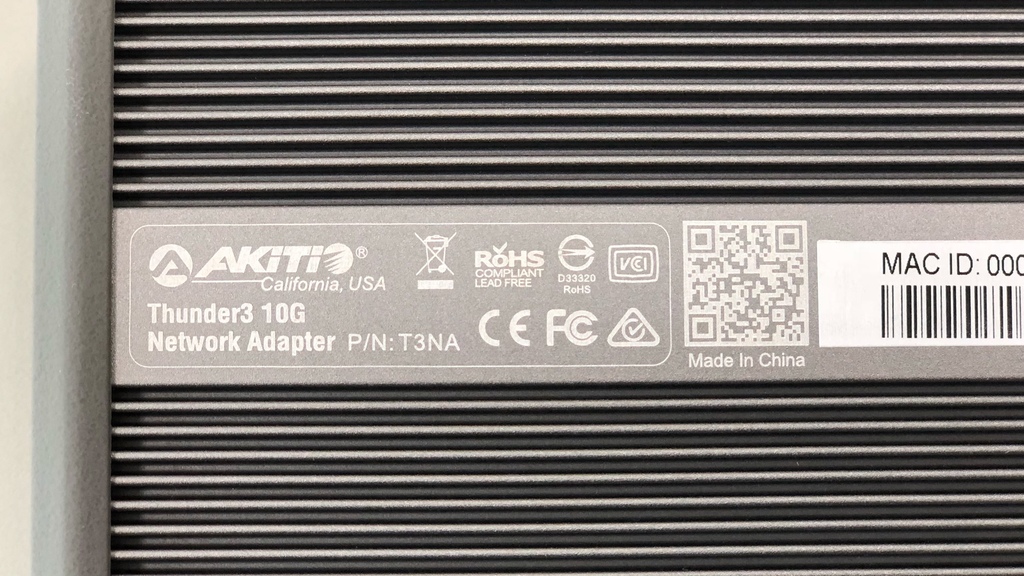 AKiTiO®
California, USA
Thunder3 10G
Network Adapter P/N: T3NA
RoHS
COMPLIANT
LEAD FREE
D33320
RoHS
VCI
CE FC
Made In China
MAC ID: 000